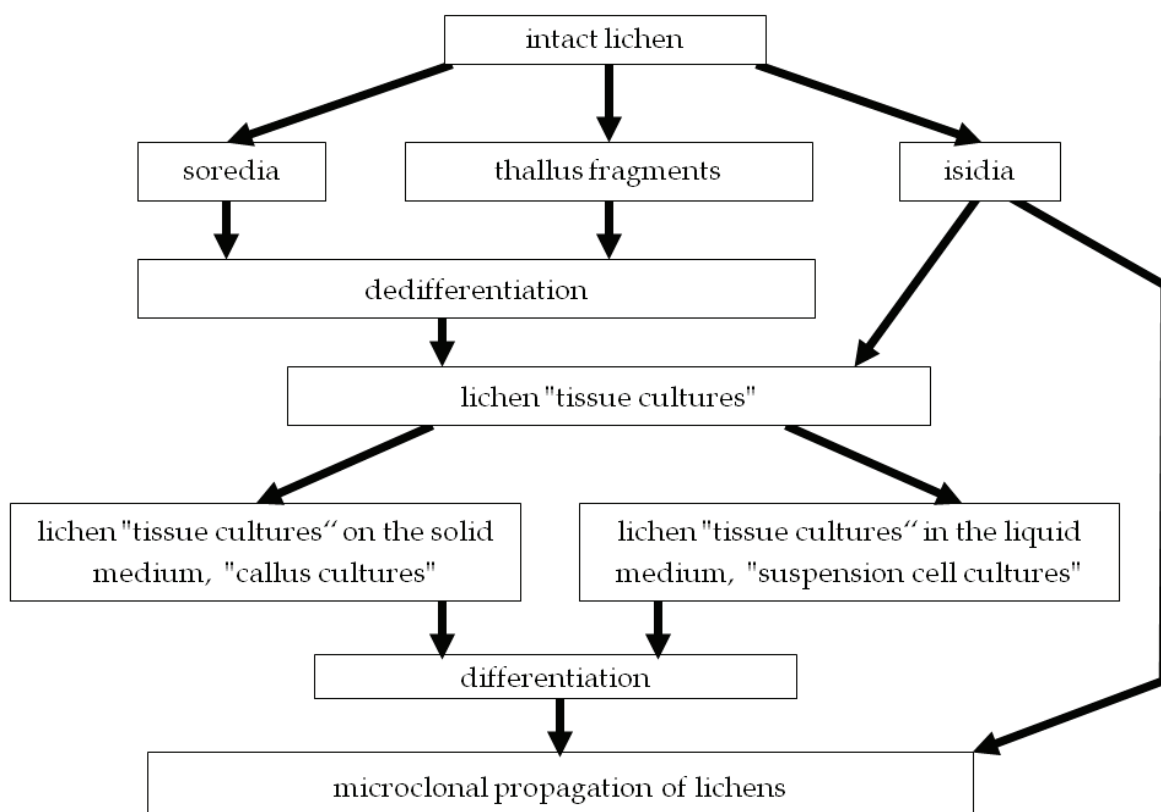 intact lichen
soredia
thallus fragments
isidia
dedifferentiation
lichen "tissue cultures"
lichen "tissue cultures“ on the solid
medium, "callus cultures"
lichen "tissue cultures“ in the liquid
medium, "suspension cell cultures"
differentiation
microclonal propagation of lichens